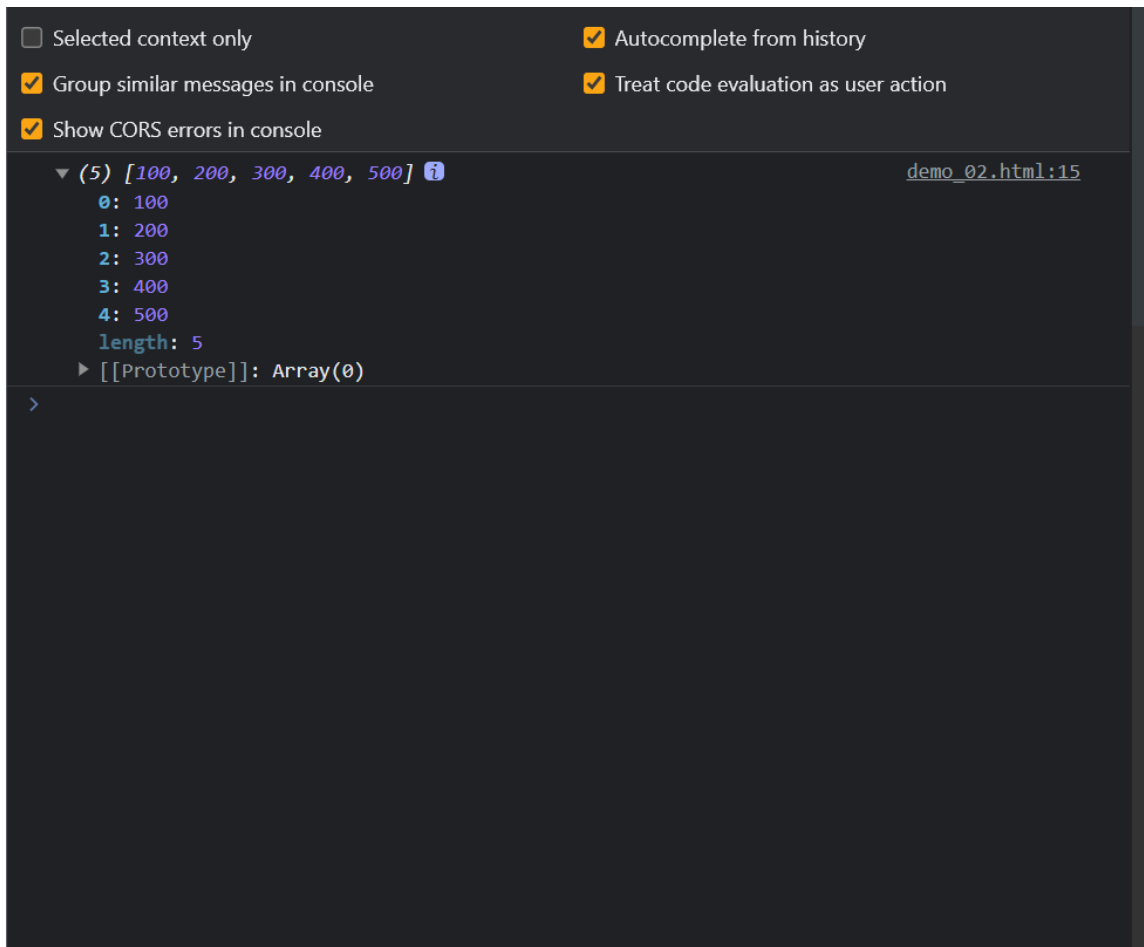 Selected context only
Autocomplete from history
Group similar messages in console
Treat code evaluation as user action
Show CORS errors in console
(5) [100, 200, 300, 400, 500] i demo_02.html:15
0: 100
1: 200
2: 300
3: 400
4: 500
length: 5
[[Prototype]]: Array(0)